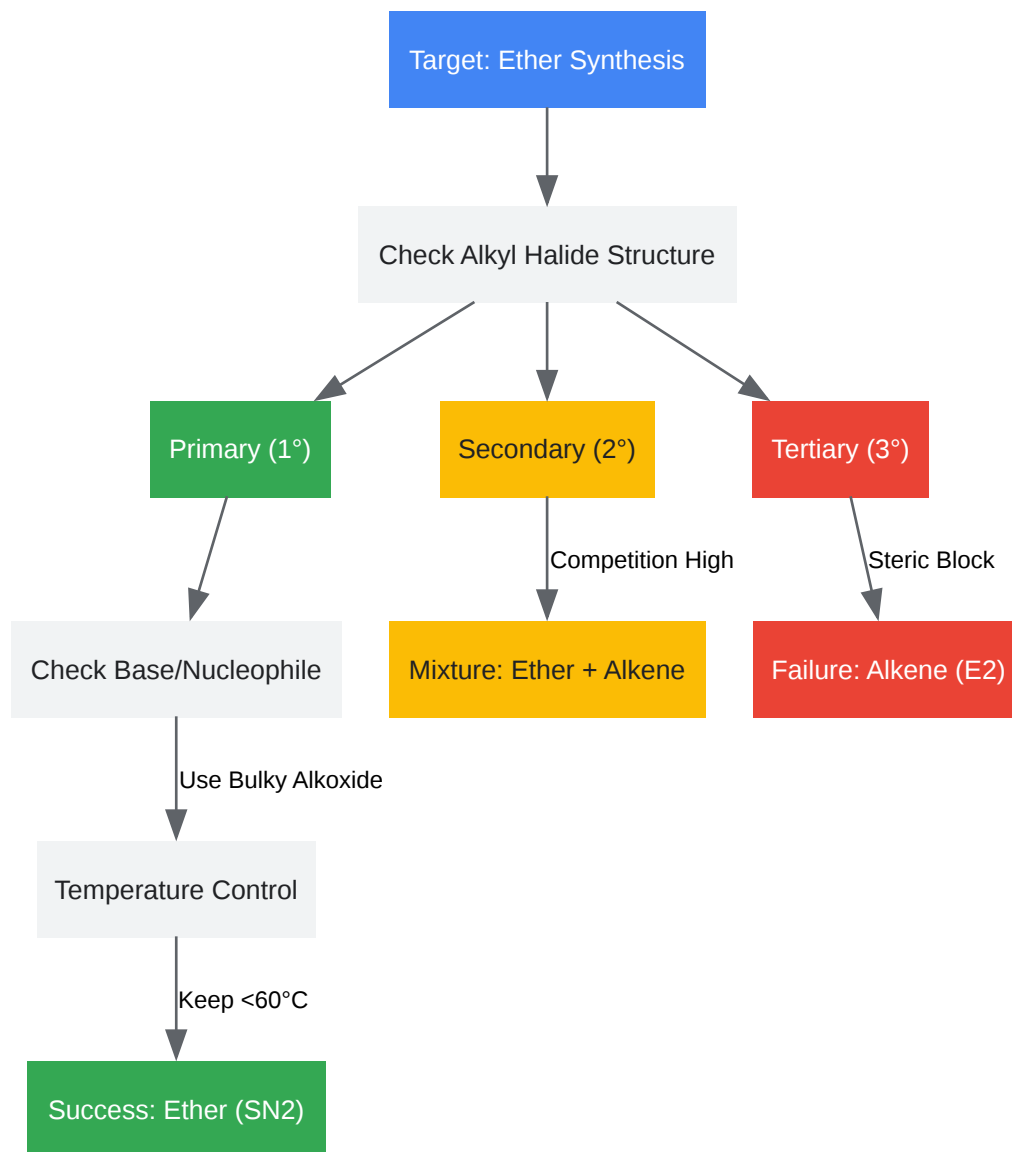 Target: Ether Synthesis
Check Alkyl Halide Structure
Primary (1°)
Secondary (2°)
Tertiary (3°)
Competition High
Steric Block
Check Base/Nucleophile
Mixture: Ether + Alkene
Failure: Alkene (E2)
Use Bulky Alkoxide
Temperature Control
Keep <60°C
Success: Ether (SN2)